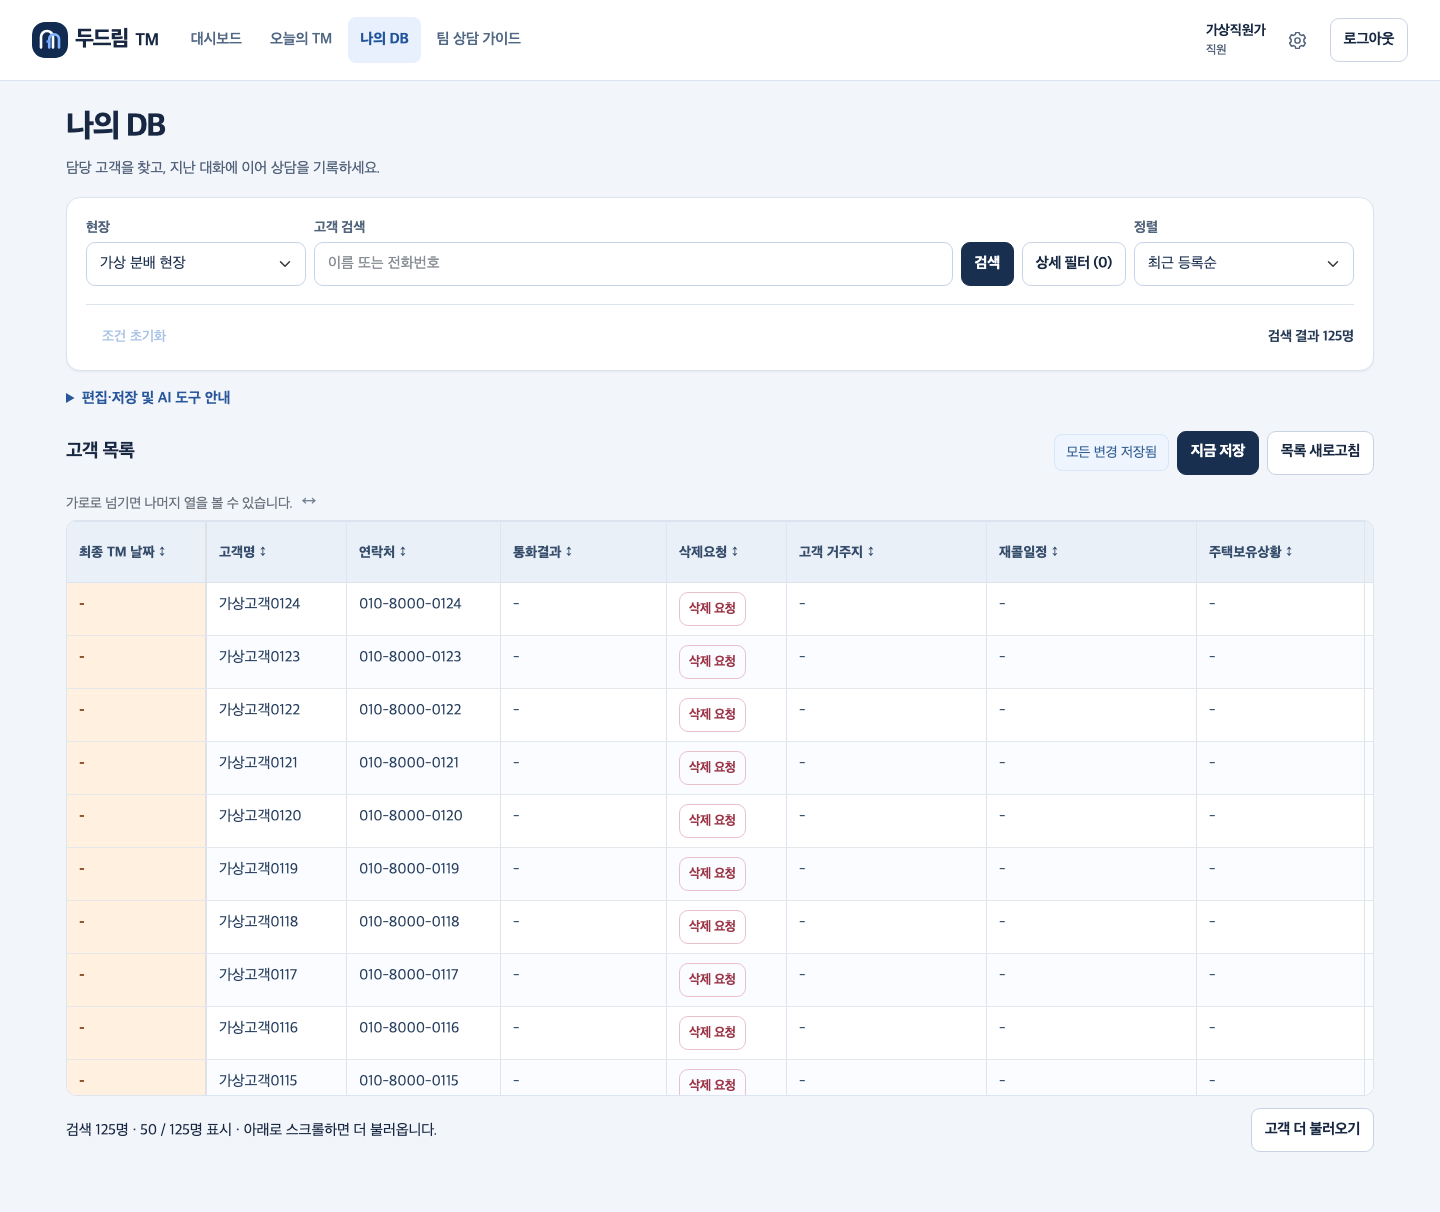 두드림 TM 대시보드 오늘의 TM 나의 DB 팀 상담 가이드 가상직원가 로그아웃
직원
나의 DB
담당 고객을 찾고, 지난 대화에 이어 상담을 기록하세요.
현장 고객 검색 정렬
가상 분배 현장 이름 또는 전화번호 검색 상세 필터 (0) 최근 등록순
조건 초기화 검색 결과 125명
▶ 편집·저장 및 AI 도구 안내
고객 목록 모든 변경 저장됨 지금 저장 목록 새로고침
가로로 넘기면 나머지 열을 볼 수 있습니다. ↔
최종 TM 날짜 ↕ 고객명 ↕ 연락처 ↕ 통화결과 ↕ 삭제요청 ↕ 고객 거주지 ↕ 재콜일정 ↕ 주택보유상황 ↕
- 가상고객0124 010-8000-0124 - 삭제 요청 - - -
- 가상고객0123 010-8000-0123 - 삭제 요청 - - -
- 가상고객0122 010-8000-0122 - 삭제 요청 - - -
- 가상고객0121 010-8000-0121 - 삭제 요청 - - -
- 가상고객0120 010-8000-0120 - 삭제 요청 - - -
- 가상고객0119 010-8000-0119 - 삭제 요청 - - -
- 가상고객0118 010-8000-0118 - 삭제 요청 - - -
- 가상고객0117 010-8000-0117 - 삭제 요청 - - -
- 가상고객0116 010-8000-0116 - 삭제 요청 - - -
- 가상고객0115 010-8000-0115 - 삭제 요청 - - -
검색 125명 · 50 / 125명 표시 · 아래로 스크롤하면 더 불러옵니다. 고객 더 불러오기